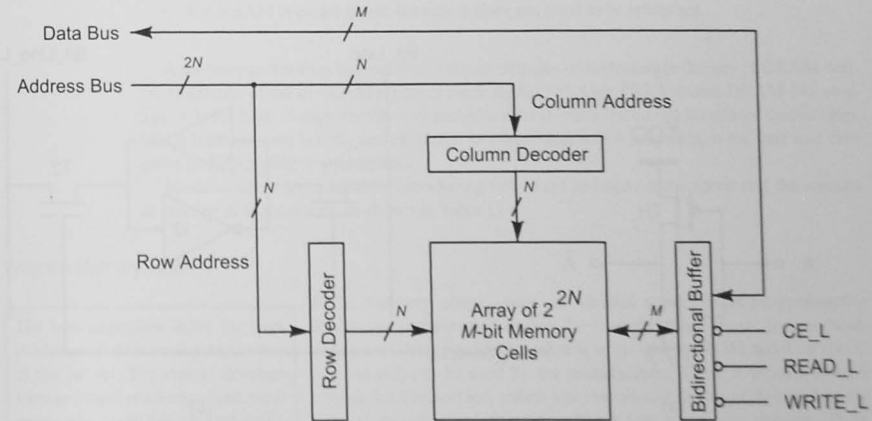 M
Data Bus
2N
N
Address Bus
Column Address
Column Decoder
N
N
Row Address
Row Decoder
N
Array of 2^2N
M-bit Memory
Cells
M
Bidirectional Buffer
CE_L
READ_L
WRITE_L